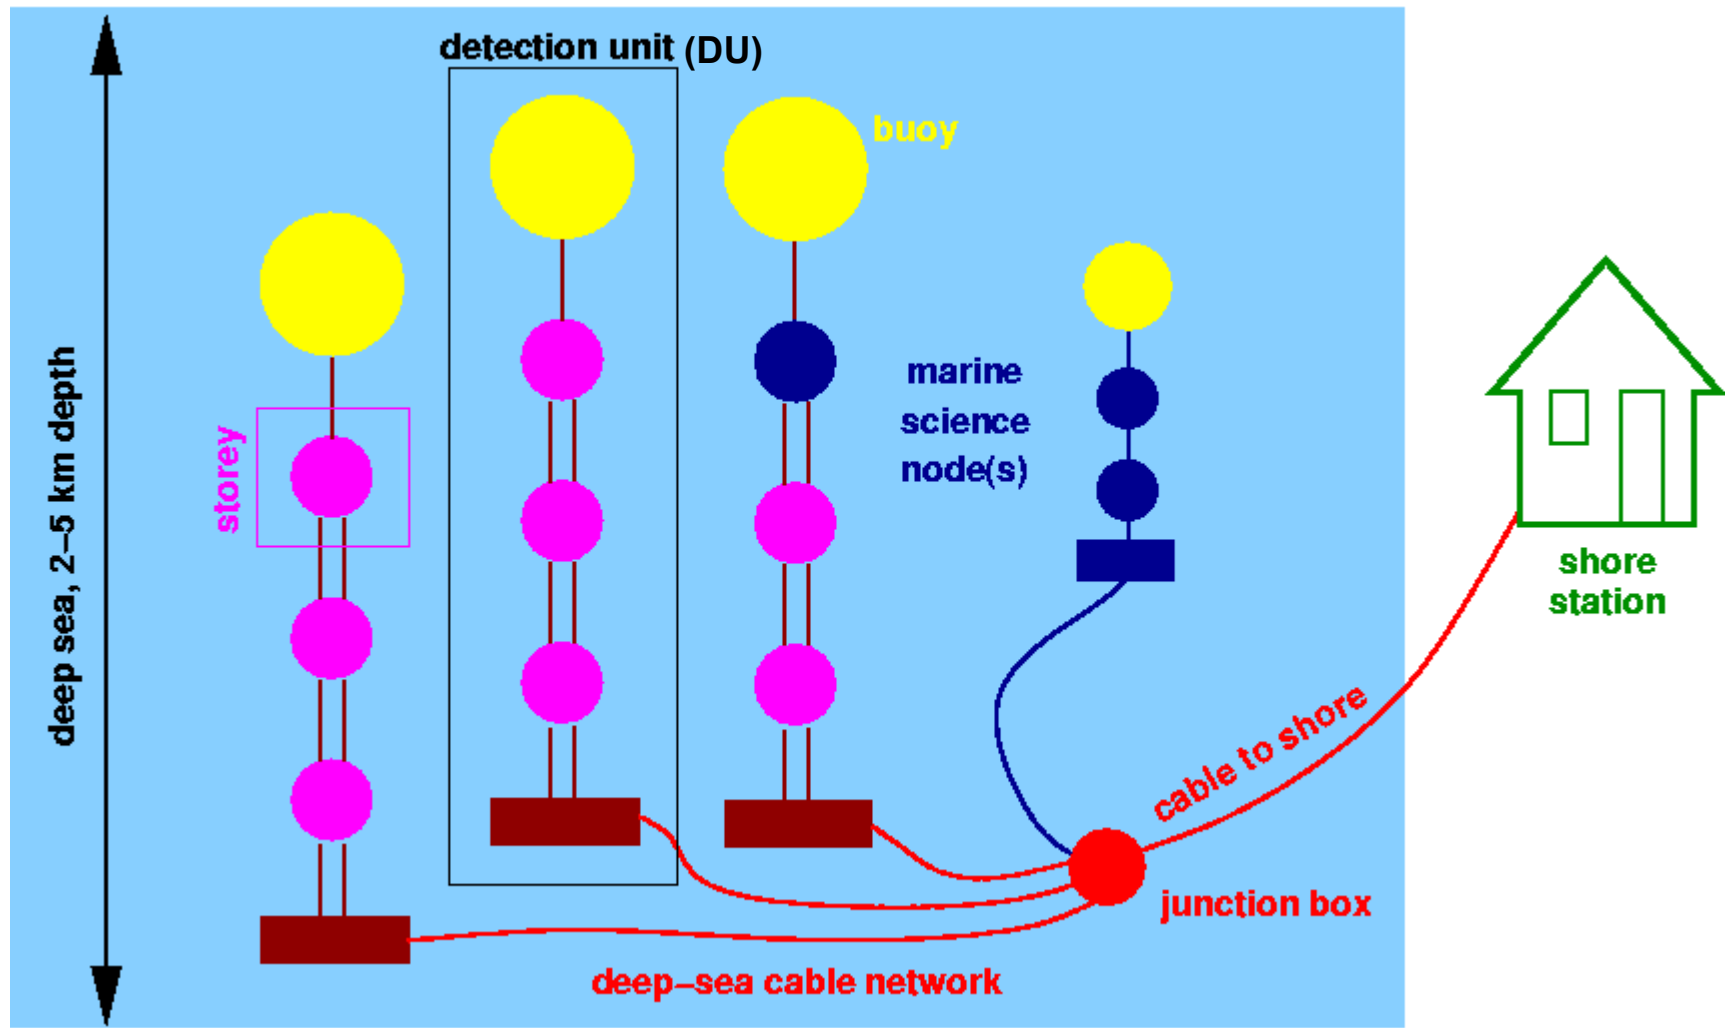 detection unit (DU)
buoy
deep sea, 2–5 km depth
storey
marine
science
node(s)
shore
station
cable to shore
junction box
deep–sea cable network